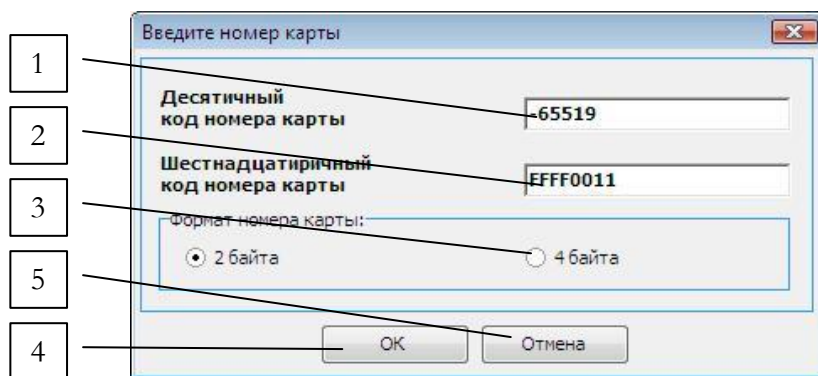 Введите номер карты
1
Десятичный
код номера карты
-65519
2
Шестнадцатиричный
код номера карты
FFFF0011
3
Формат номера карты:
2 байта
4 байта
5
4
OK
Отмена